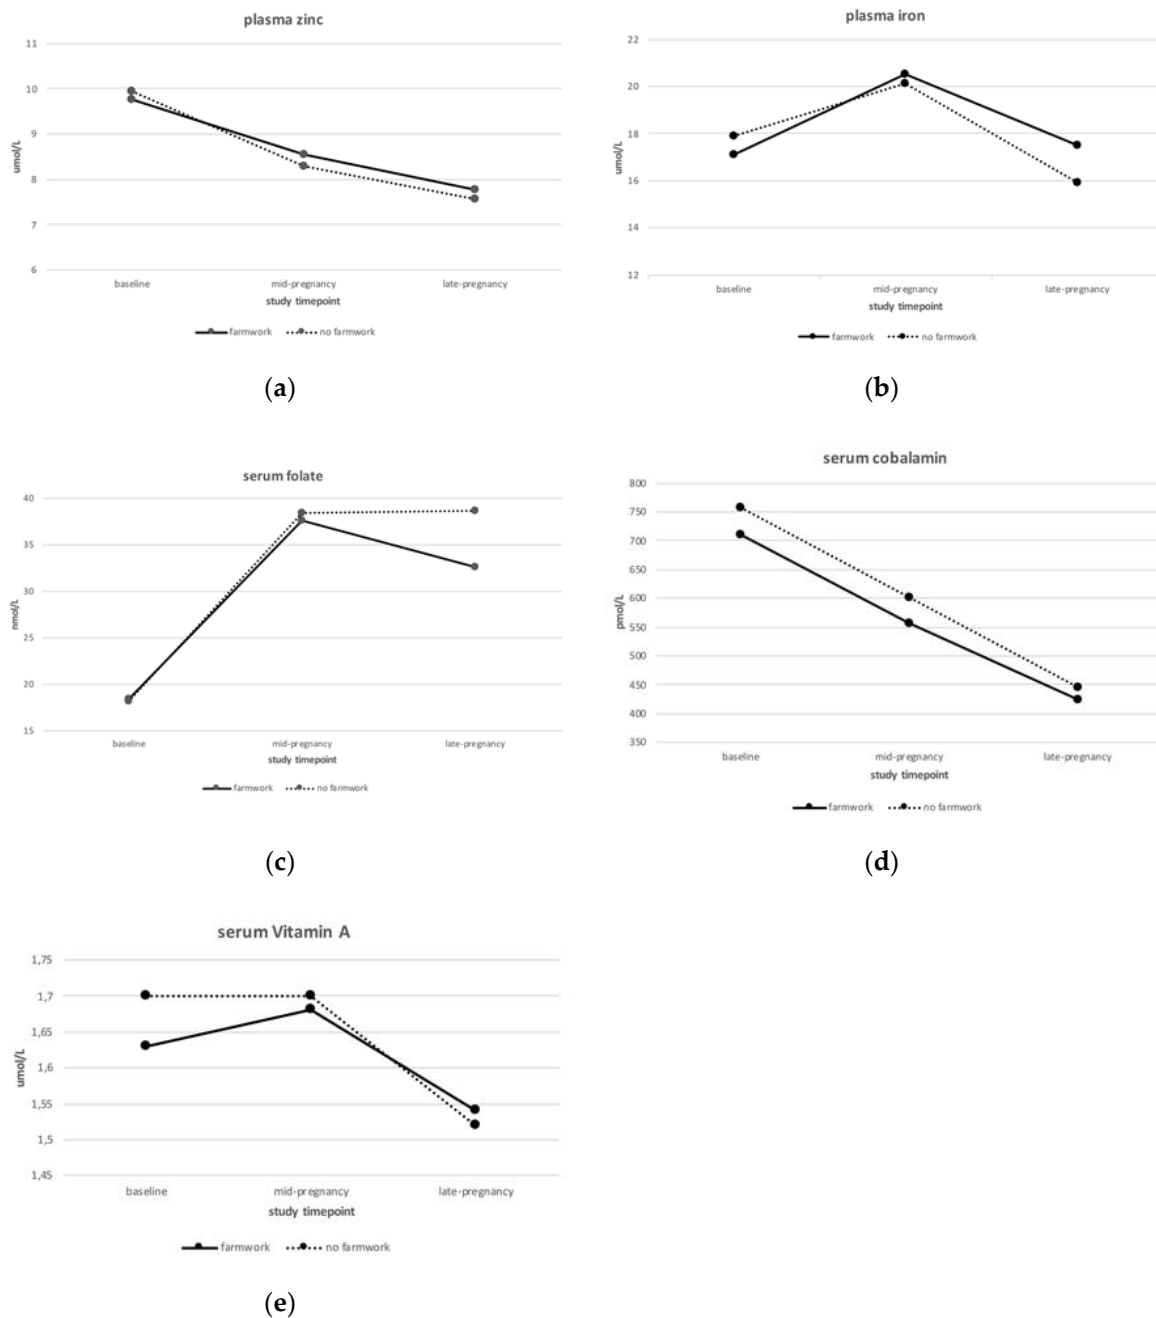 plasma zinc
11
10
9
8
7
6
umol/L
baseline mid-pregnancy late-pregnancy
study timepoint
farmwork no farmwork
(a)
plasma iron
22
20
18
16
14
12
umol/L
baseline mid-pregnancy late-pregnancy
study timepoint
farmwork no farmwork
(b)
serum folate
40
35
30
25
20
15
nmol/L
baseline mid-pregnancy late-pregnancy
study timepoint
farmwork no farmwork
(c)
serum cobalamin
800
750
700
650
600
550
500
450
400
350
pmol/L
baseline mid-pregnancy late-pregnancy
study timepoint
farmwork no farmwork
(d)
serum Vitamin A
1,75
1,7
1,65
1,6
1,55
1,5
1,45
umol/L
baseline mid-pregnancy late-pregnancy
study timepoint
farmwork no farmwork
(e)